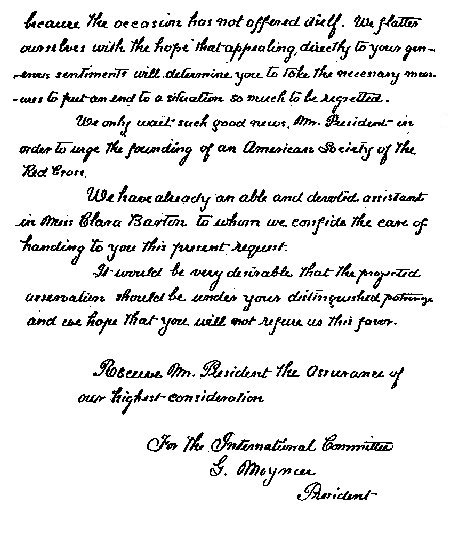 because the occasion has not offered itself. We flatter
ourselves with the hope that appealing, directly to your gen-
-erous sentiments will determine you to take the necessary meas-
-ures to put an end to a situation so much to be regretted.
We only wait such good news, Mr. President in
order to urge the founding of an American Society of the
Red Cross.
We have already an able and devoted assistant
in Miss Clara Barton to whom we confide the care of
handing to you this present request.
It would be very desirable that the projected
association should be under your distinguished patronage
and we hope that you will not refuse us this favor.
Receive Mr. President the Assurance of
our highest consideration
For the International Committee
G. Moynier
President